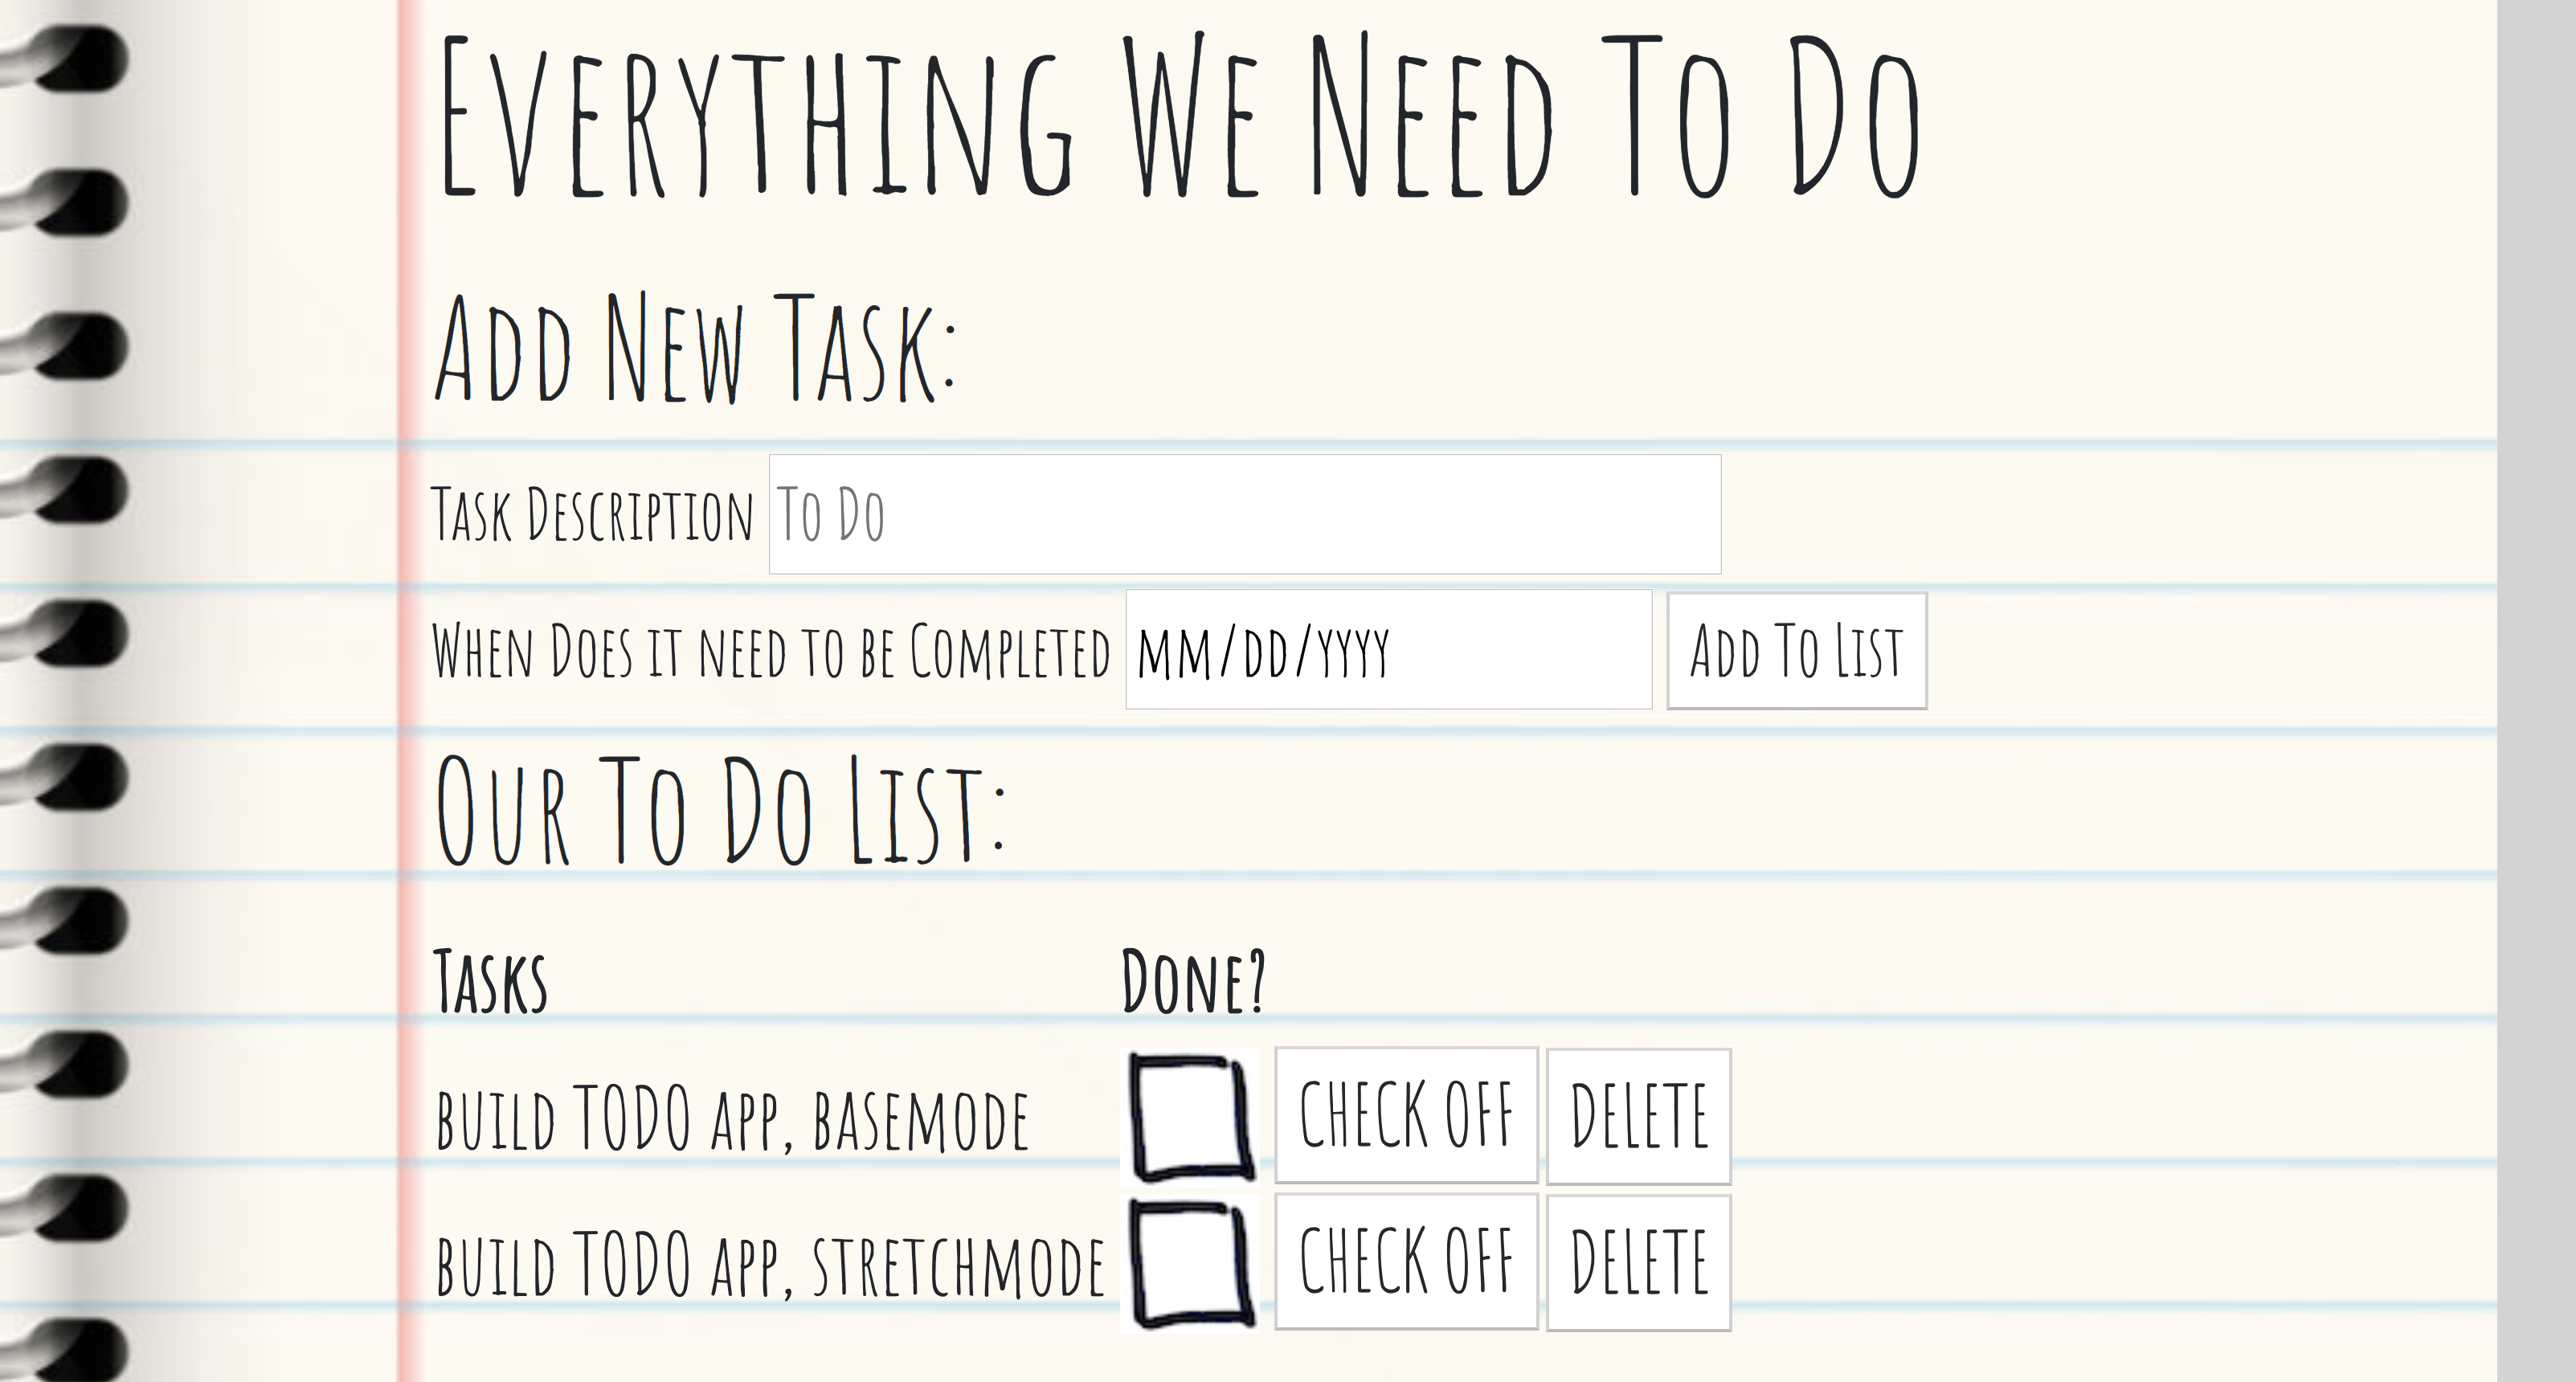 Everything We Need To Do
Add New Task:
Task Description To Do
When Does it need to be Completed mm/dd/yyyy Add To List
Our To Do List:
Tasks Done?
BUILD TODO APP, BASEMODE CHECK OFF DELETE
BUILD TODO APP, STRETCHMODE CHECK OFF DELETE